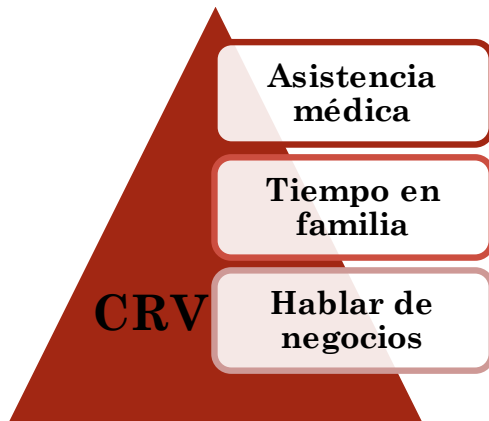 Asistencia
médica
Tiempo en
familia
CRV
Hablar de
negocios